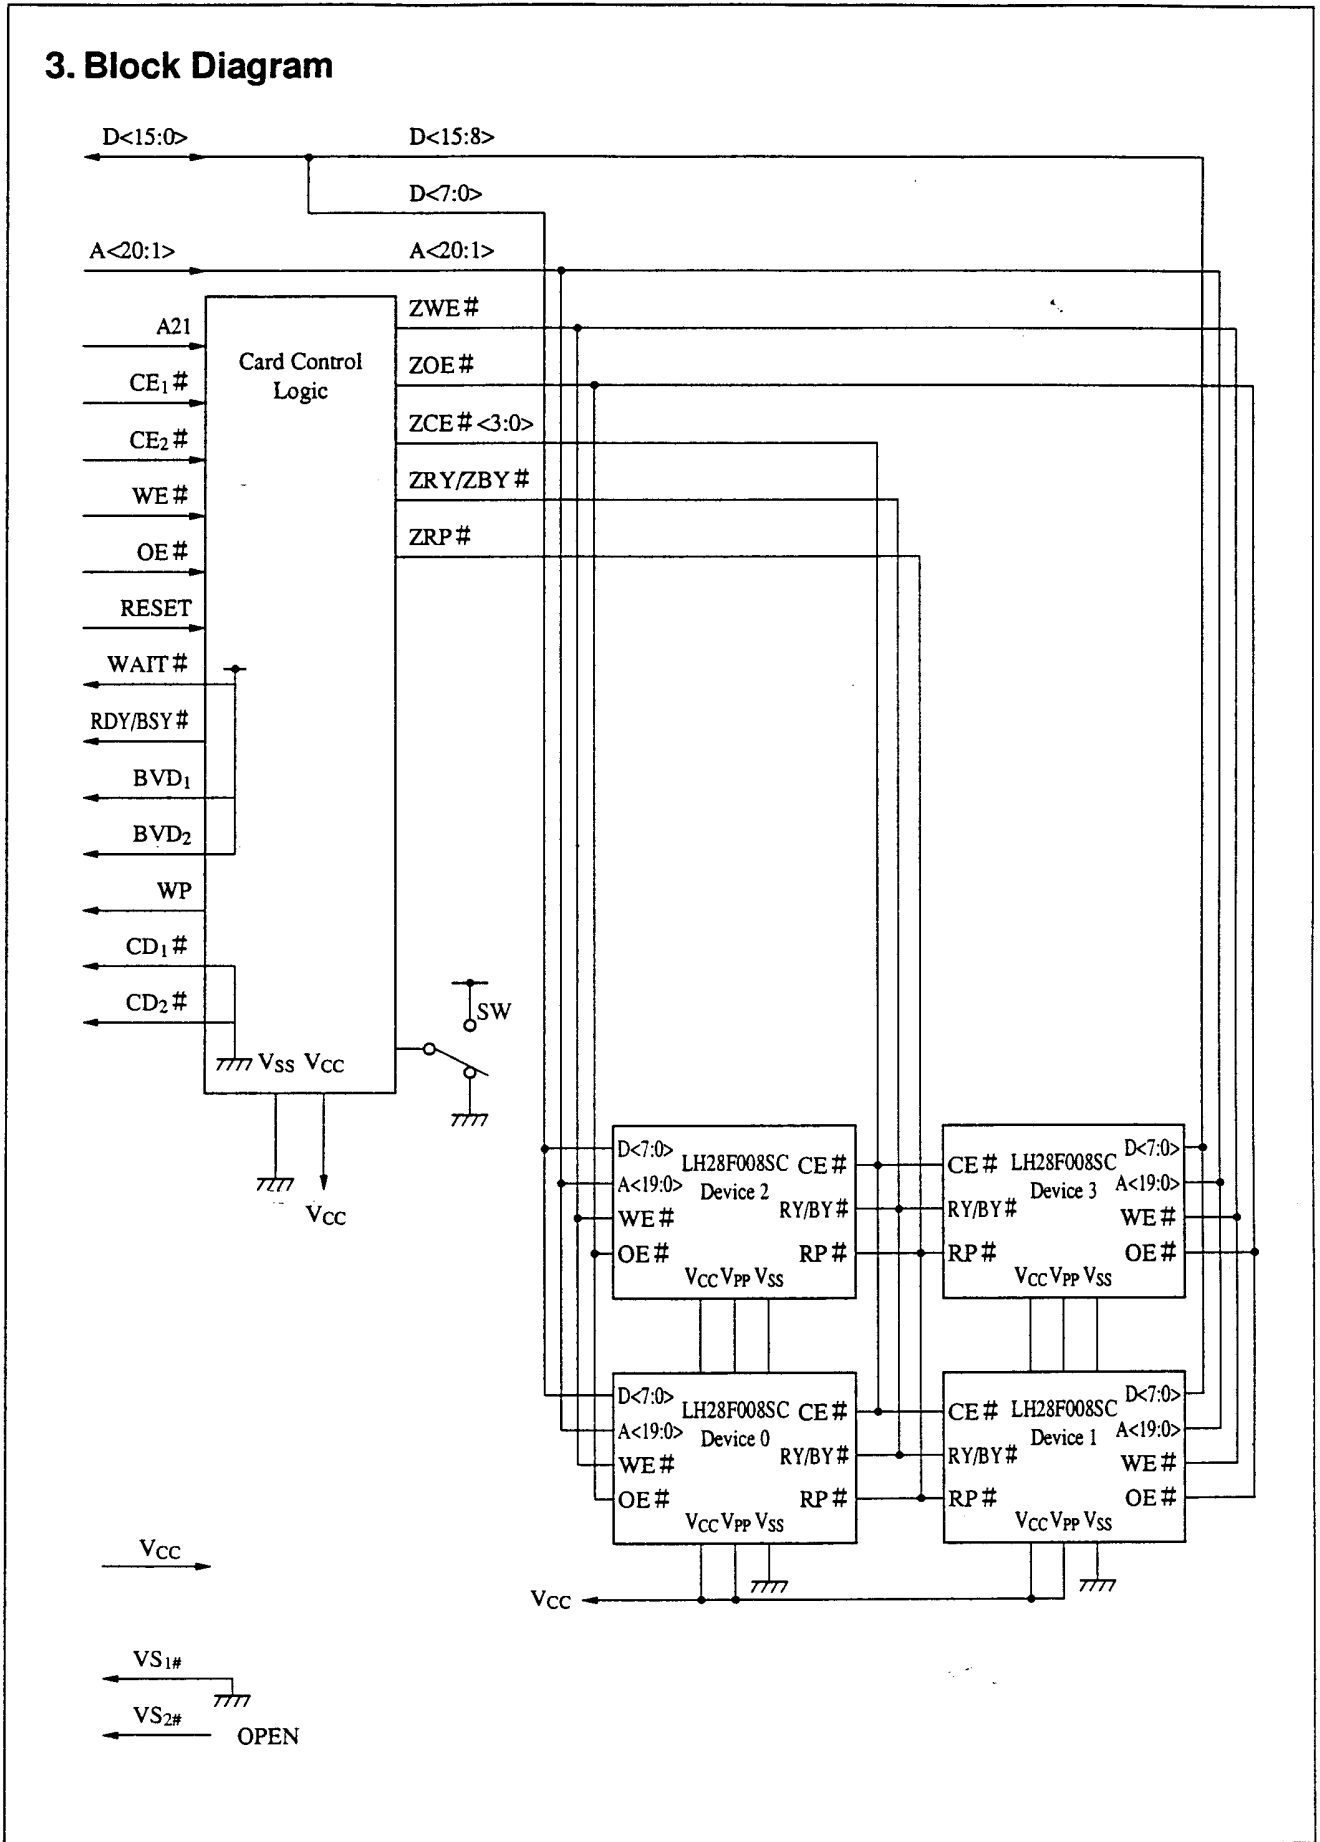 3. Block Diagram
D<15:0>
D<15:8>
D<7:0>
A<20:1>
A<20:1>
A21
CE1#
CE2#
WE#
OE#
RESET
WAIT#
RDY/BSY#
BVD1
BVD2
WP
CD1#
CD2#
Card Control
Logic
VSS VCC
VCC
ZWE#
ZOE#
ZCE#<3:0>
ZRY/ZBY#
ZRP#
SW
D<7:0>
A<19:0>
WE#
OE#
LH28F008SC
Device 2
CE#
RY/BY#
RP#
VCC VPP VSS
CE#
RY/BY#
RP#
LH28F008SC
Device 3
D<7:0>
A<19:0>
WE#
OE#
VCC VPP VSS
D<7:0>
A<19:0>
WE#
OE#
LH28F008SC
Device 0
CE#
RY/BY#
RP#
VCC VPP VSS
CE#
RY/BY#
RP#
LH28F008SC
Device 1
D<7:0>
A<19:0>
WE#
OE#
VCC VPP VSS
VCC
VCC
VS1#
VS2#
OPEN